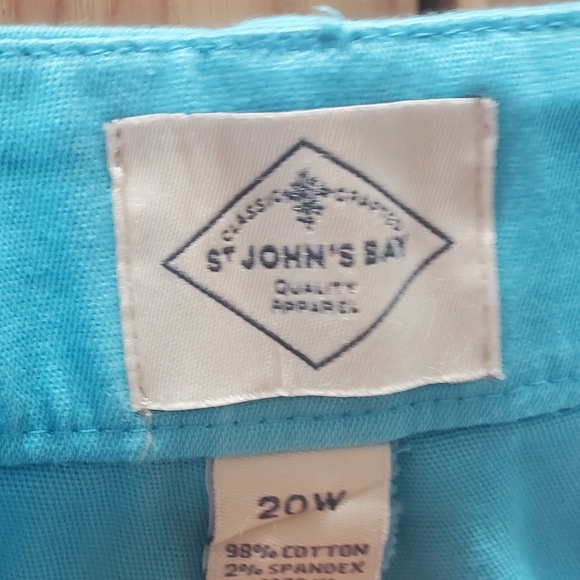 CLASSIC CRAFTED
ST JOHN'S BAY
QUALITY
APPAREL
20W
98% COTTON
2% SPANDEX